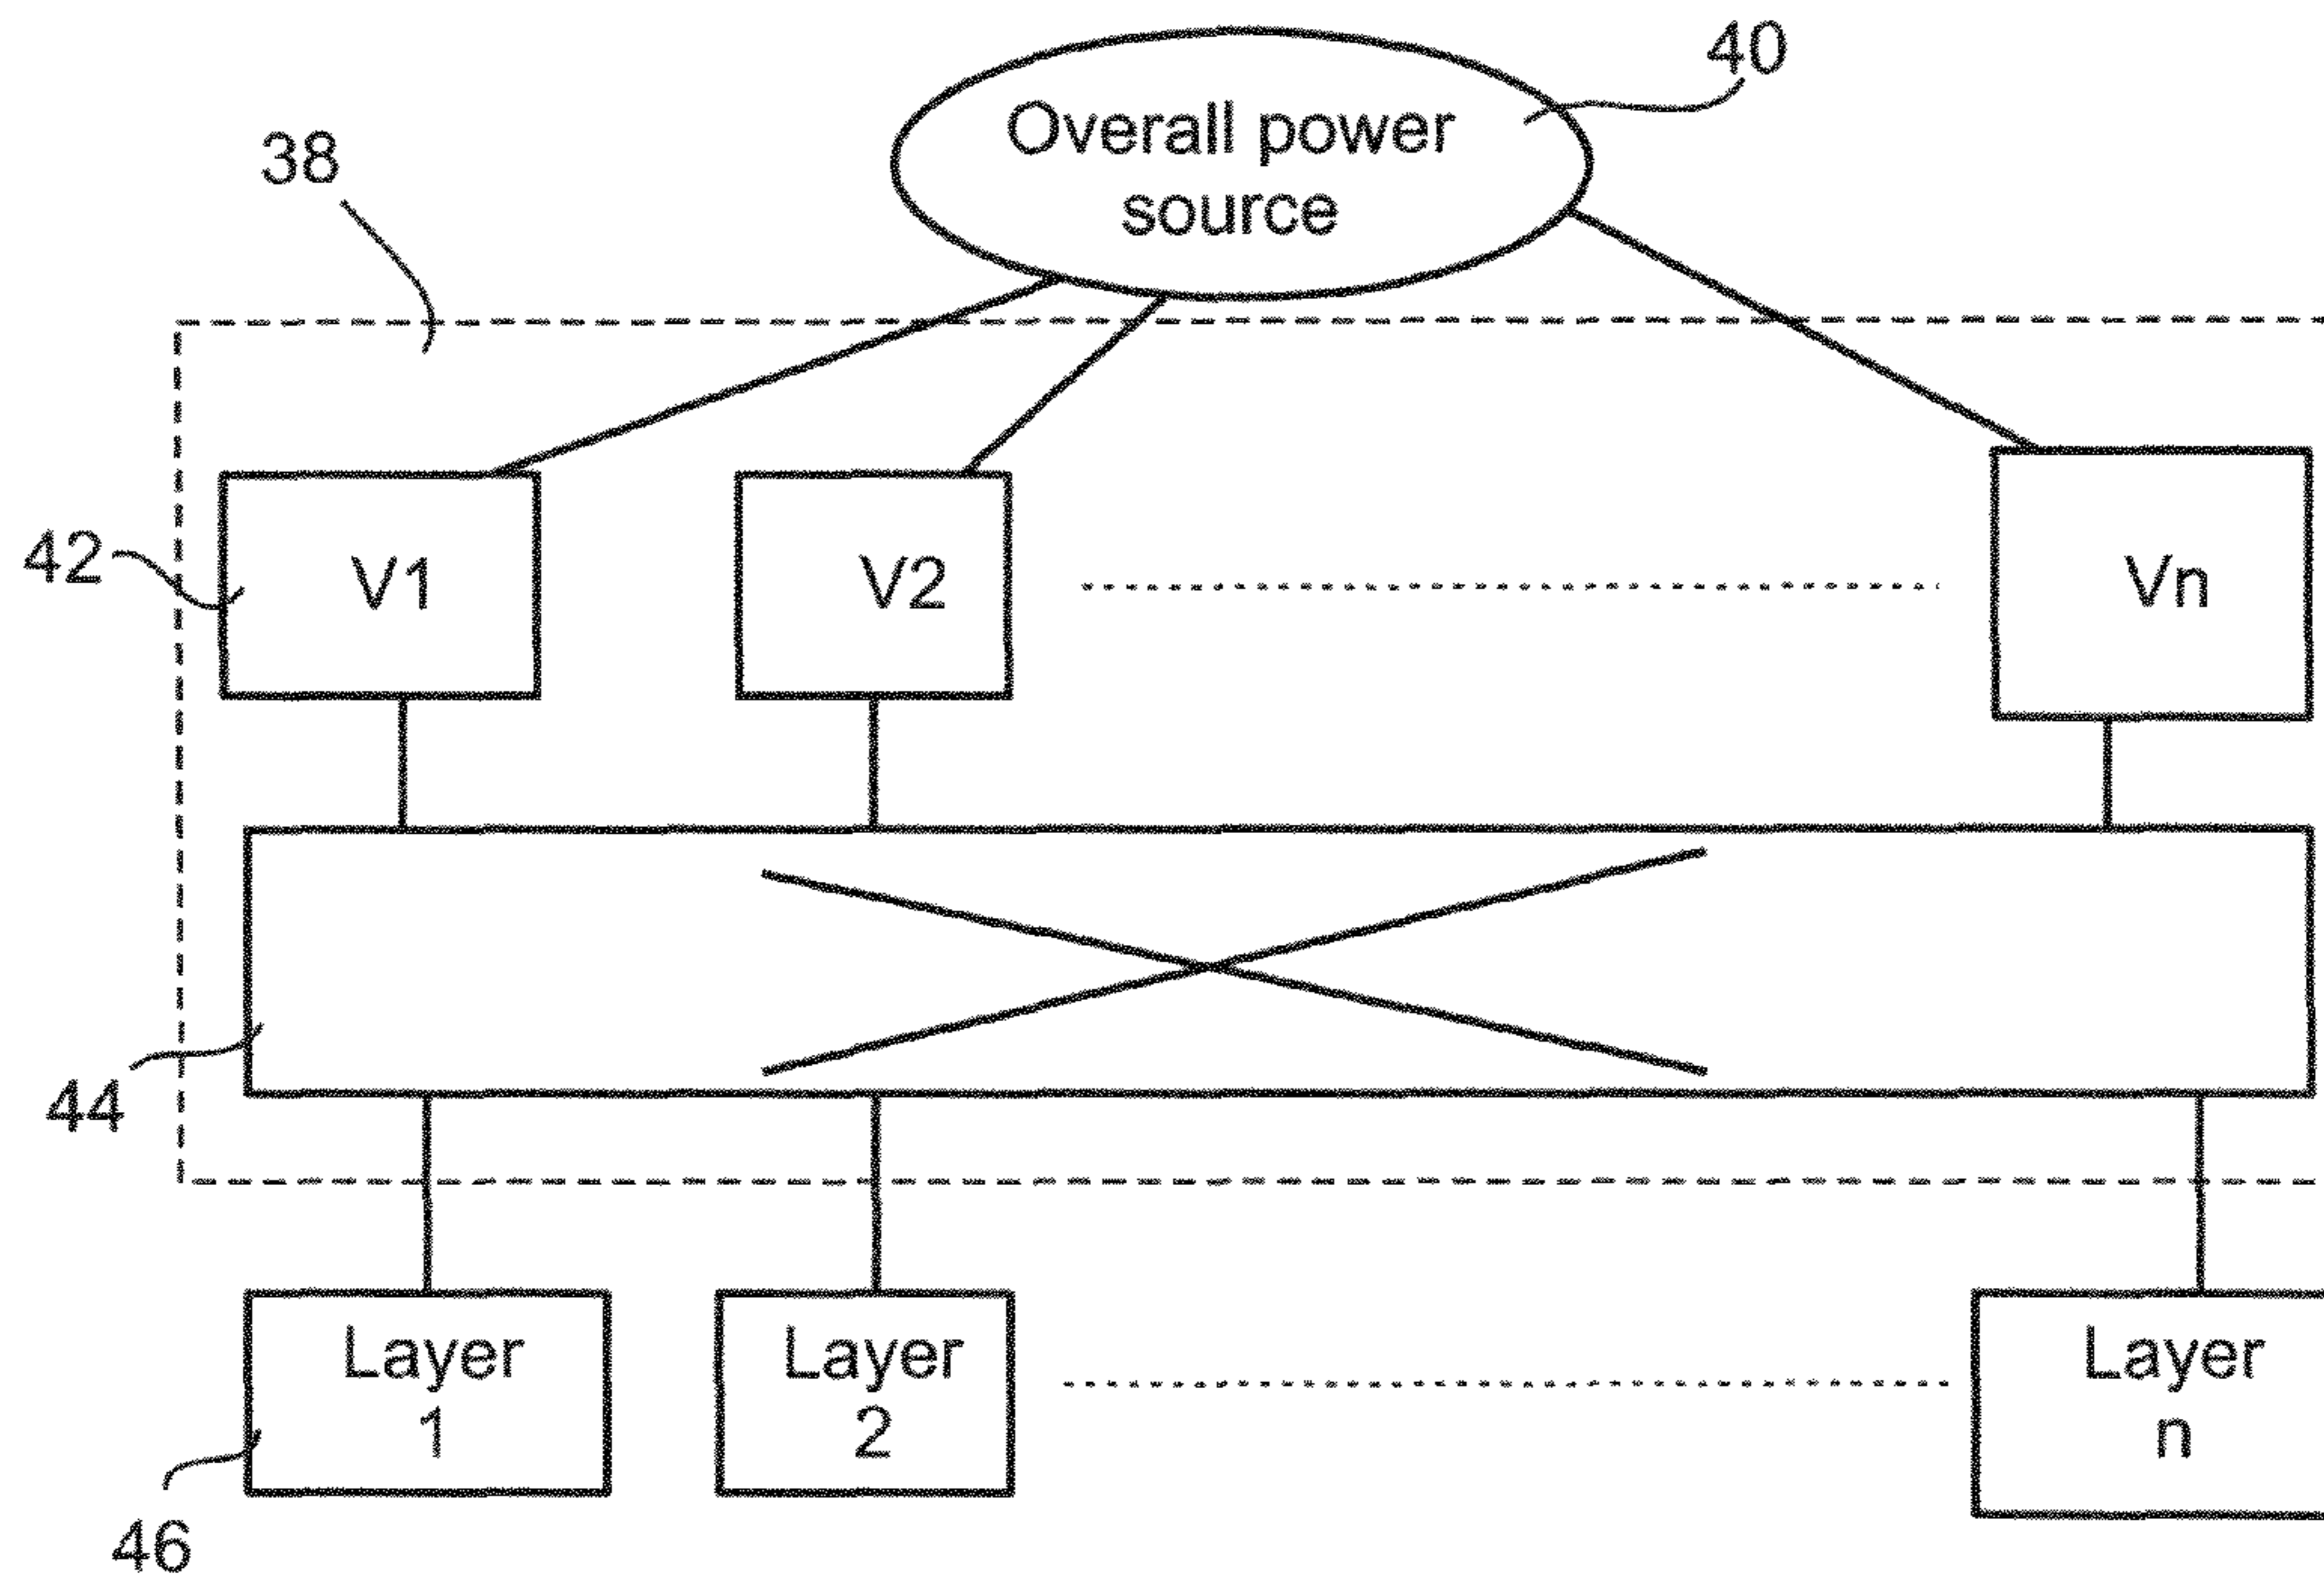 40
Overall power
source
38
42
V1
V2
Vn
44
Layer
1
Layer
2
Layer
n
46